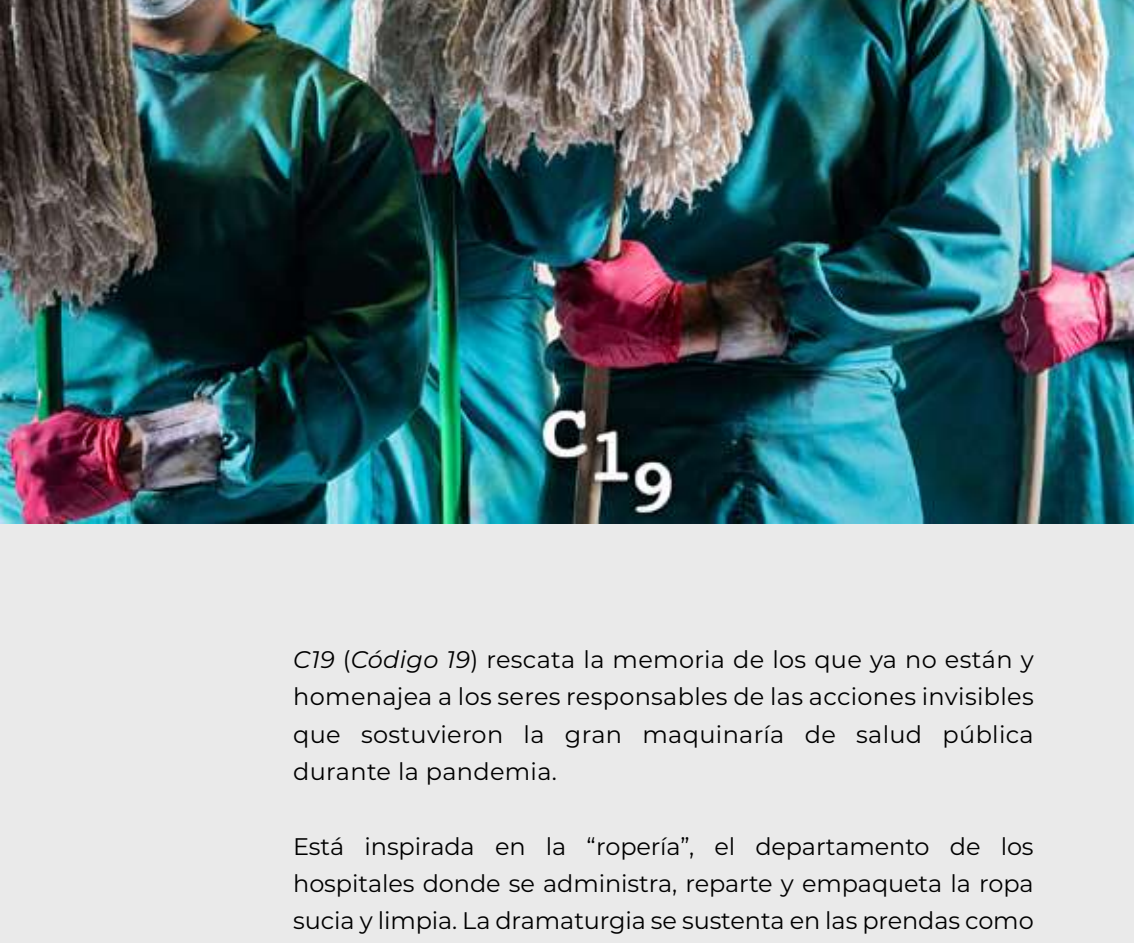 C19
C19 (Código 19) rescata la memoria de los que ya no están y
homenajea a los seres responsables de las acciones invisibles
que sostuvieron la gran maquinaría de salud pública
durante la pandemia.
Está inspirada en la “ropería”, el departamento de los
hospitales donde se administra, reparte y empaqueta la ropa
sucia y limpia. La dramaturgia se sustenta en las prendas como